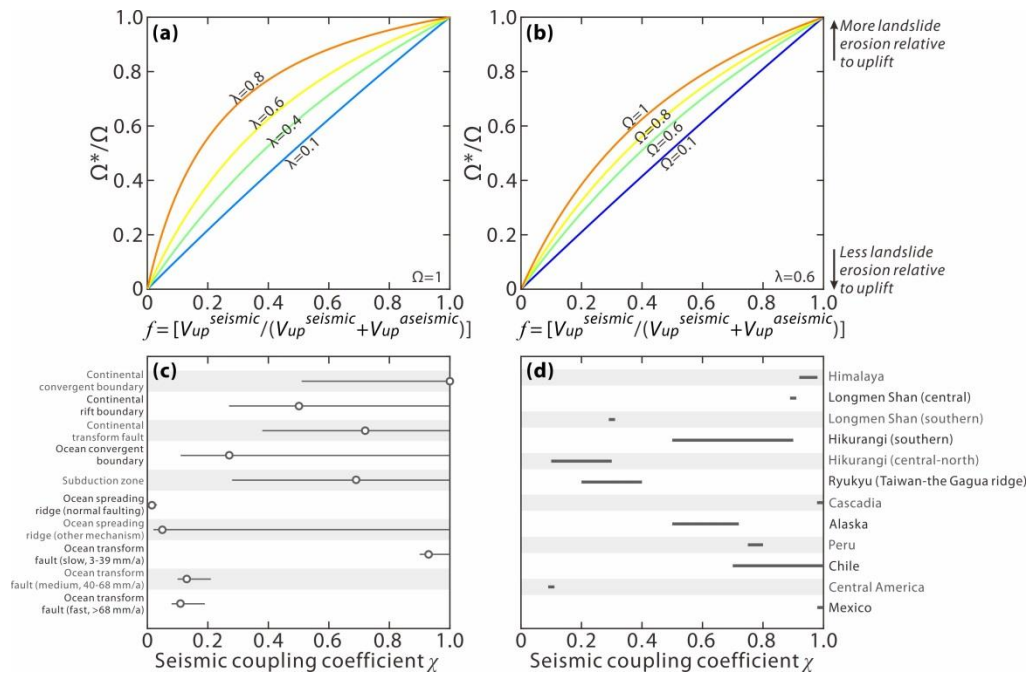 (a)
1.0
0.8
0.6
0.4
0.2
0
Ω*/Ω
λ=0.8
λ=0.6
λ=0.4
λ=0.1
Ω=1
0
0.2
0.4
0.6
0.8
1.0
f=[Vup^seismic/(Vup^seismic+Vup^aseismic)]
(b)
1.0
0.8
0.6
0.4
0.2
0
Ω*/Ω
Ω=1
Ω=0.8
Ω=0.6
Ω=0.1
λ=0.6
0
0.2
0.4
0.6
0.8
1.0
f=[Vup^seismic/(Vup^seismic+Vup^aseismic)]
More landslide
erosion relative
to uplift
Less landslide
erosion relative
to uplift
(c)
Continental
convergent boundary
Continental
rift boundary
Continental
transform fault
Ocean convergent
boundary
Subduction zone
Ocean spreading
ridge (normal faulting)
Ocean spreading
ridge (other mechanism)
Ocean transform
fault (slow, 3-39 mm/a)
Ocean transform
fault (medium, 40-68 mm/a)
Ocean transform
fault (fast, >68 mm/a)
0
0.2
0.4
0.6
0.8
1.0
Seismic coupling coefficient χ
(d)
Himalaya
Longmen Shan (central)
Longmen Shan (southern)
Hikurangi (southern)
Hikurangi (central-north)
Ryukyu (Taiwan-the Gagua ridge)
Cascadia
Alaska
Peru
Chile
Central America
Mexico
0
0.2
0.4
0.6
0.8
1.0
Seismic coupling coefficient χ